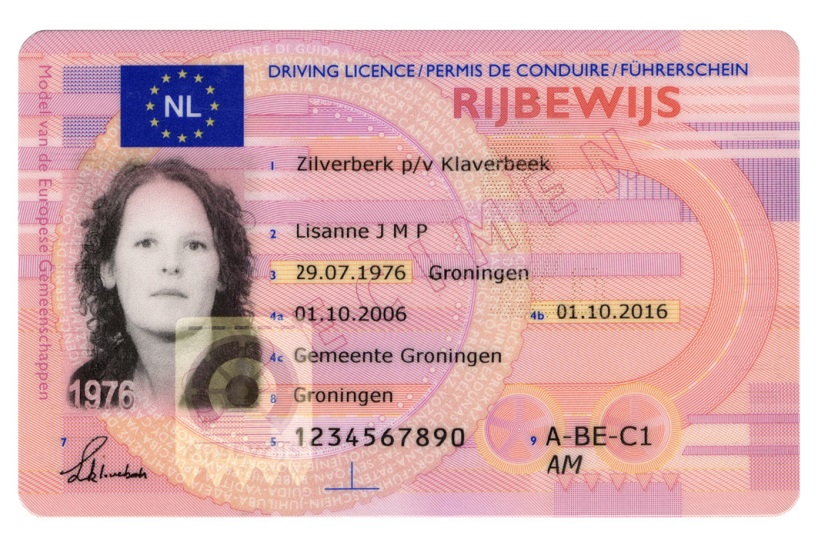 DRIVING LICENCE/PERMIS DE CONDUIRE/FÜHRERSCHEIN
RIJBEWIJS
NL
Model van de Europese Gemeenschappen
1 Zilverberk p/v Klaverbeek
2 Lisanne J M P
3 29.07.1976 Groningen
4a 01.10.2006 4b 01.10.2016
4c Gemeente Groningen
8 Groningen
5 1234567890 9 A-BE-C1
AM
1976
7
SPECIMEN